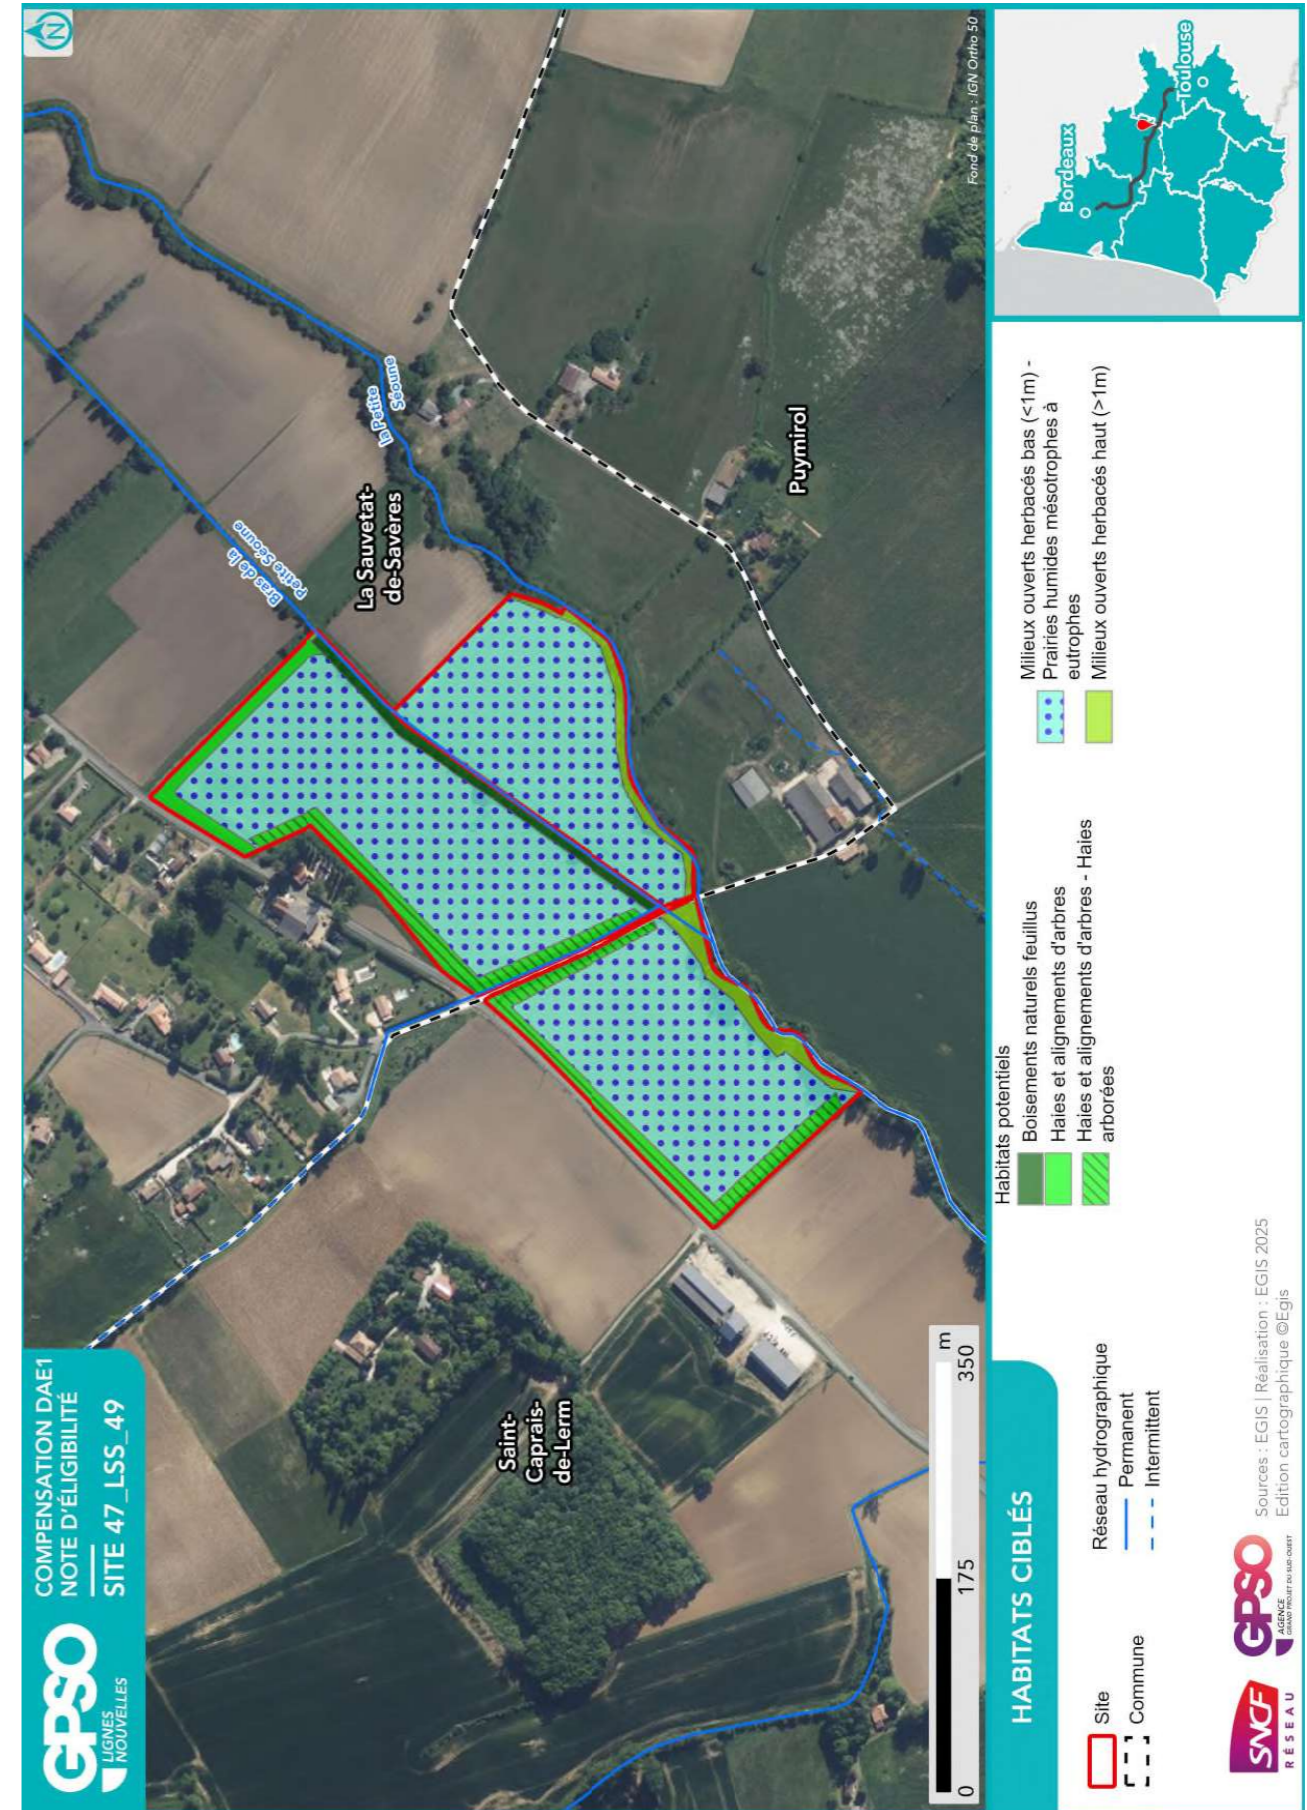 GPSO
LIGNES
NOUVELLES
COMPENSATION DAE1
NOTE D'ÉLIGIBILITÉ
SITE 47_LSS_49
N
Saint-
Caprais-
de-Lerm
La Sauvetat-
de-Savères
Bras de la
Petite Séoune
la Petite
Séoune
Puymirol
0 175 350 m
Fond de plan : IGN Ortho 50
HABITATS CIBLÉS
Site
Commune
Réseau hydrographique
Permanent
Intermittent
Habitats potentiels
Boisements naturels feuillus
Haies et alignements d'arbres
Haies et alignements d'arbres - Haies
arborées
Milieux ouverts herbacés bas (<1m) -
Prairies humides mésotrophes à
eutrophes
Milieux ouverts herbacés haut (>1m)
Bordeaux
Toulouse
SNCF
RÉSEAU
GPSO
AGENCE
GRAND PROJET DU SUD-OUEST
Sources : EGIS | Réalisation : EGIS 2025
Edition cartographique ©Egis